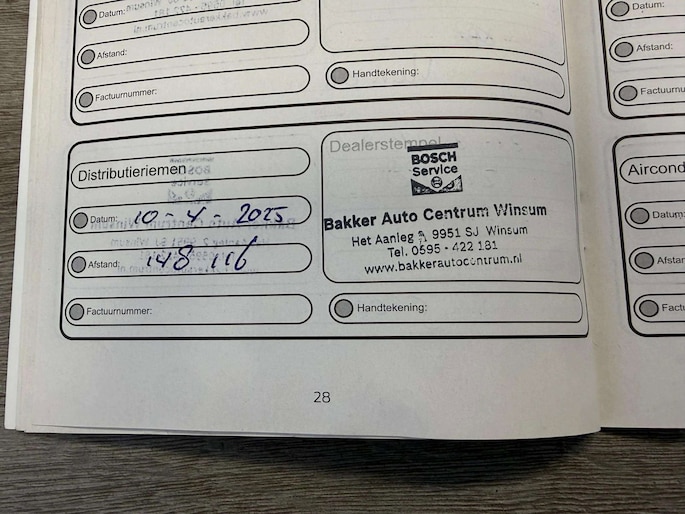 Datum:
Afstand:
Factuurnummer:
Handtekening:
Distributieriemen
Datum: 10-4-2025
Afstand: 148 116
Factuurnummer:
Dealerstempel
BOSCH
Service
Bakker Auto Centrum Winsum
Het Aanleg 9951 SJ Winsum
Tel. 0595 - 422 181
www.bakkerautocentrum.nl
Handtekening:
28
Datum:
Afstand:
Factuu
Aircond
Datum:
Afstan
Factu